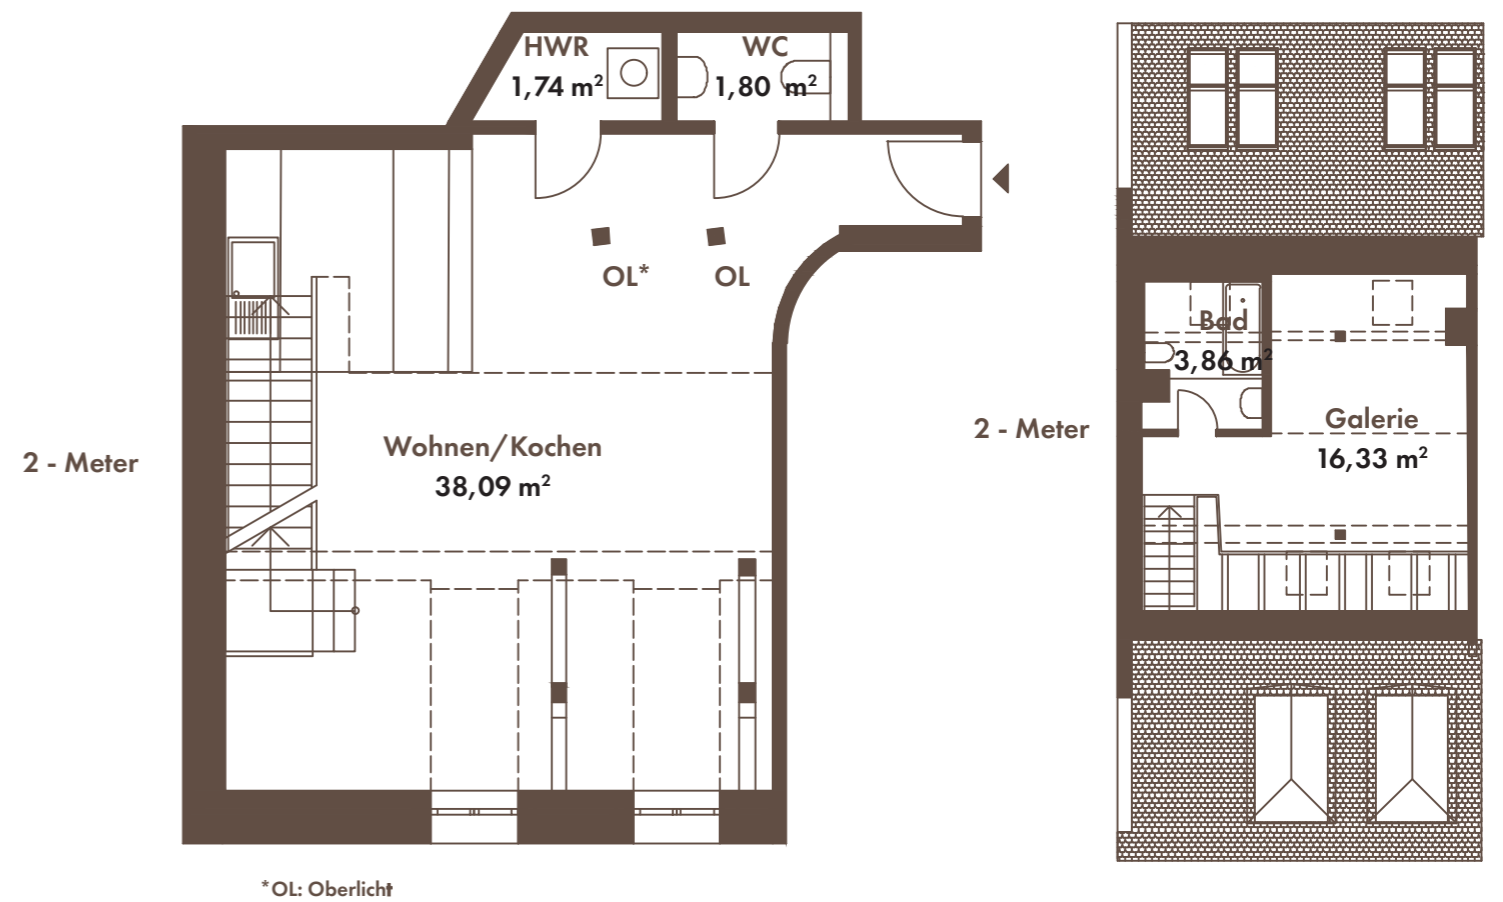 HWR
1,74 m²
WC
1,80 m²
OL*
OL
Wohnen/Kochen
38,09 m²
2 - Meter
*OL: Oberlicht
2 - Meter
Bad
3,86 m²
Galerie
16,33 m²